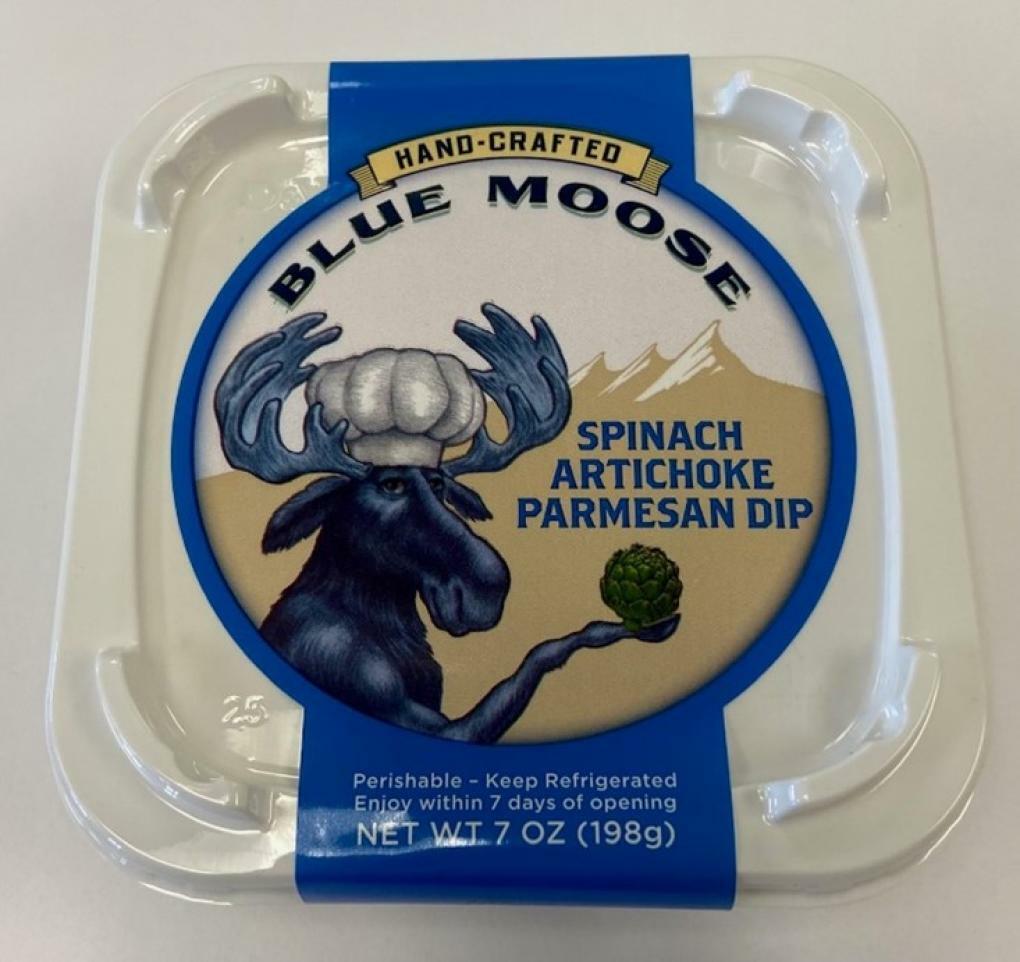 HAND-CRAFTED
BLUE MOOSE
SPINACH
ARTICHOKE
PARMESAN DIP
25
Perishable – Keep Refrigerated
Enjoy within 7 days of opening
NET WT 7 OZ (198g)